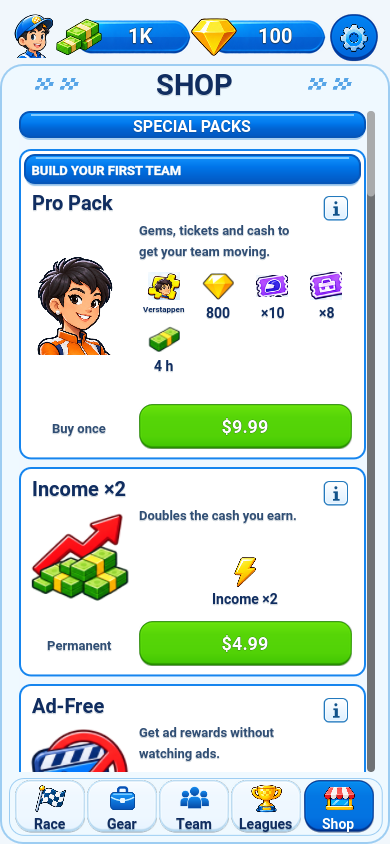 1K
100
SHOP
SPECIAL PACKS
BUILD YOUR FIRST TEAM
Pro Pack
i
Gems, tickets and cash to
get your team moving.
Verstappen
800
×10
×8
4 h
Buy once
$9.99
Income ×2
i
Doubles the cash you earn.
Income ×2
Permanent
$4.99
Ad-Free
i
Get ad rewards without
watching ads.
Race
Gear
Team
Leagues
Shop